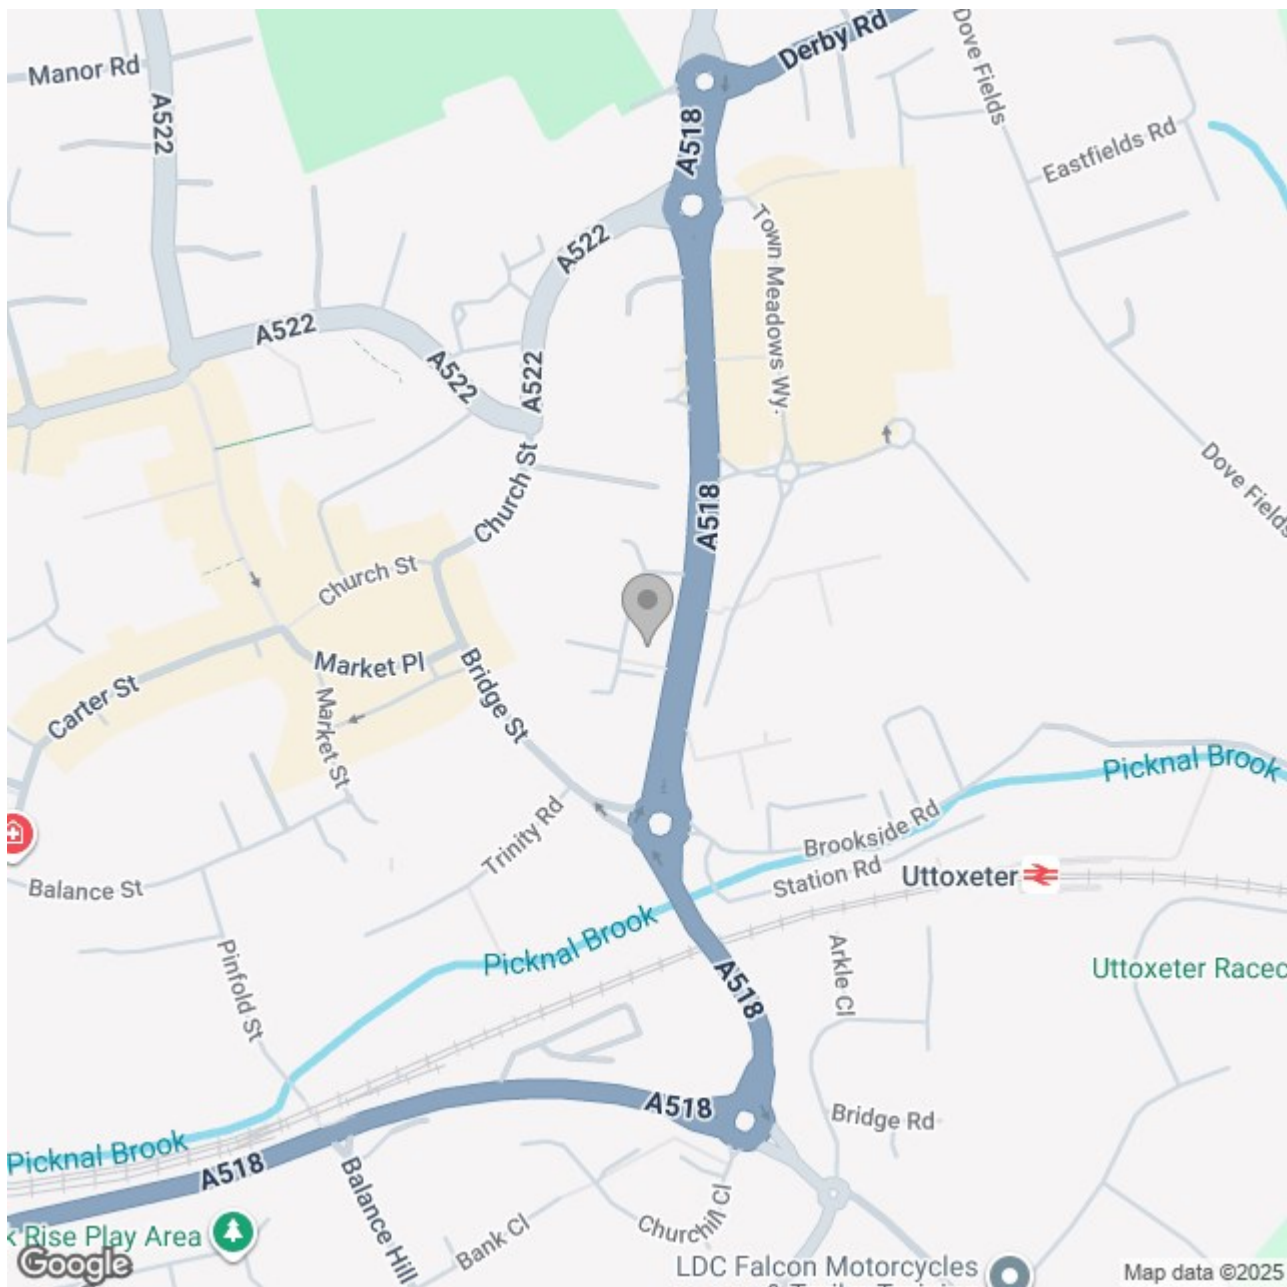 Derby Rd
Manor Rd
A522
A518
Dove Fields
Eastfields Rd
A522
Town Meadows Wy.
A522
A522
A522
Church St
A518
Dove Fields
Church St
Market Pl
Bridge St
Carter St
Market St
Picknal Brook
Trinity Rd
Brookside Rd
Station Rd
Uttoxeter
Balance St
Picknal Brook
Pinfold St
A518
Arkle Cl
Uttoxeter Racec
A518
Bridge Rd
Picknal Brook
A518
Balance Hill
Churchill Cl
Bank Cl
k Rise Play Area
LDC Falcon Motorcycles
Google
Map data ©2025